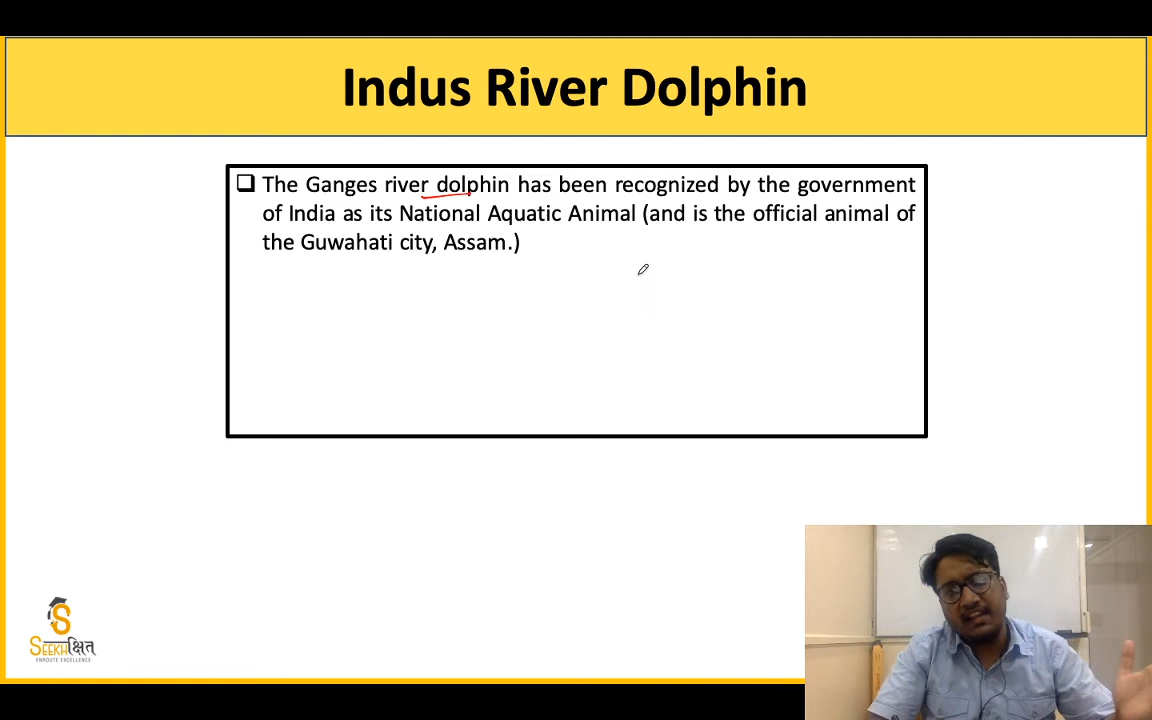 Indus River Dolphin
❑ The Ganges river dolphin has been recognized by the government
of India as its National Aquatic Animal (and is the official animal of
the Guwahati city, Assam.)
S
SEEKHक्षित
ENROUTE EXCELLENCE